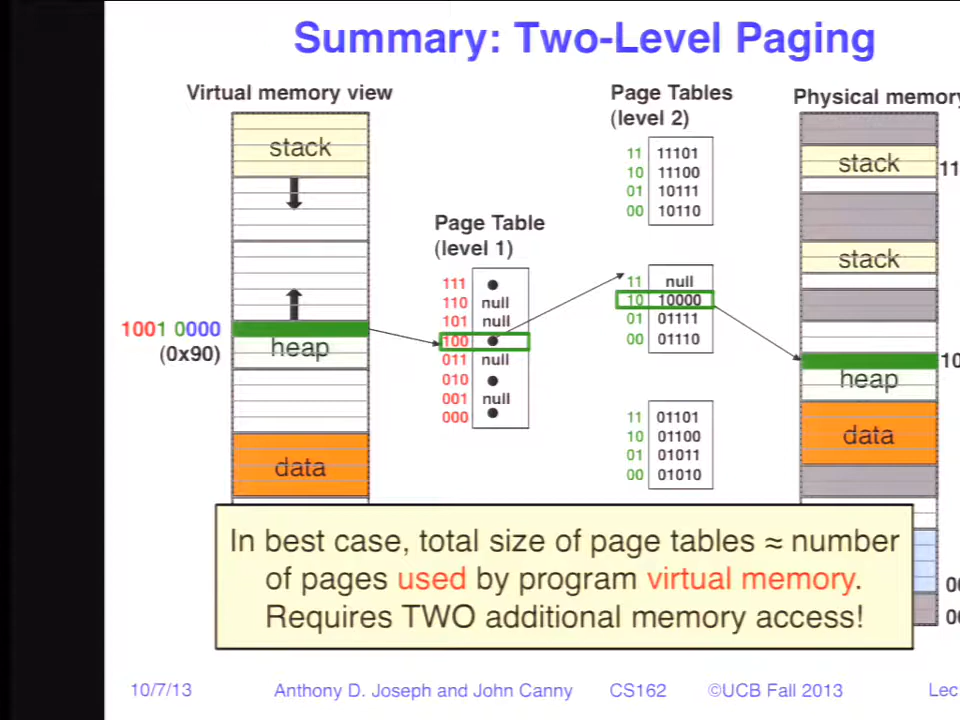 Summary: Two-Level Paging
Virtual memory view
stack
heap
data
1001 0000
(0x90)
Page Table
(level 1)
111
110 null
101 null
100
011 null
010
001 null
000
Page Tables
(level 2)
11 11101
10 11100
01 10111
00 10110
11 null
10 10000
01 01111
00 01110
11 01101
10 01100
01 01011
00 01010
Physical memory
stack
stack
heap
data
In best case, total size of page tables ≈ number
of pages used by program virtual memory.
Requires TWO additional memory access!
10/7/13 Anthony D. Joseph and John Canny CS162 ©UCB Fall 2013